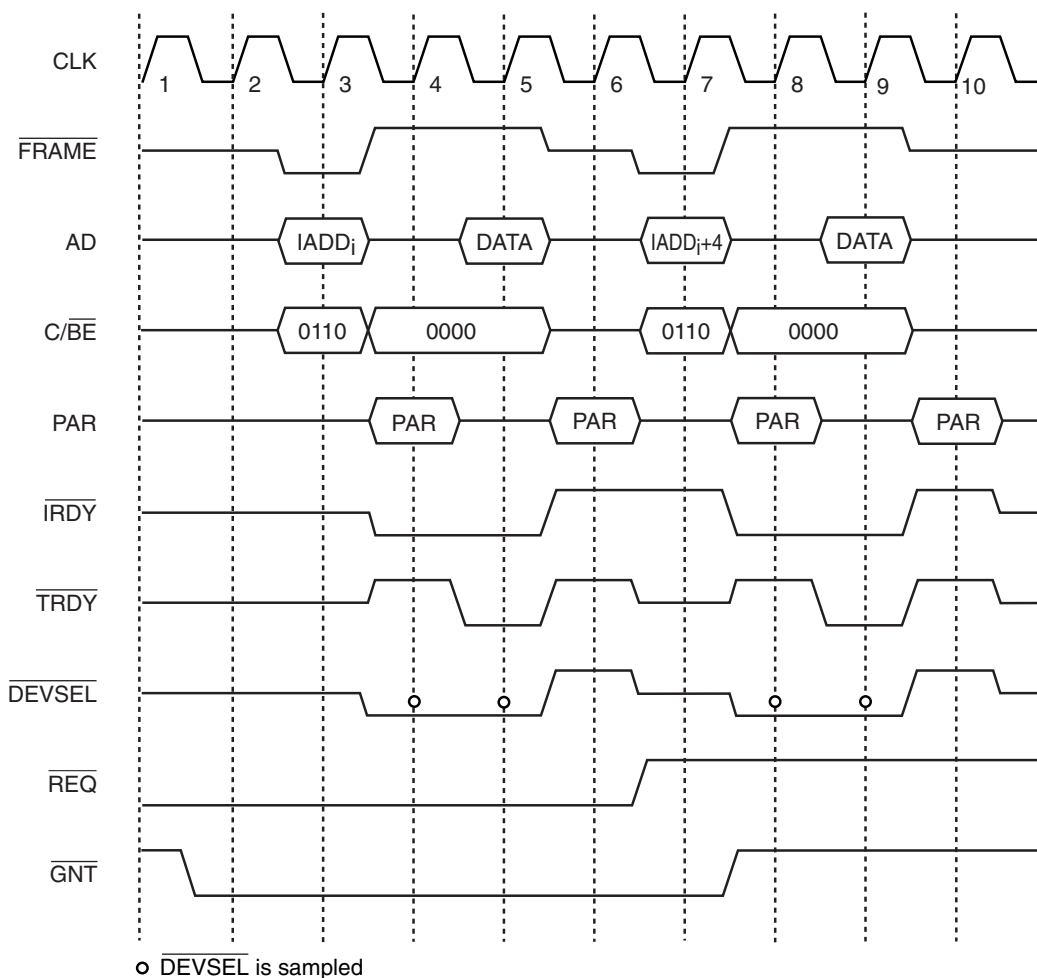 CLK
1 2 3 4 5 6 7 8 9 10
FRAME
AD IADDi DATA IADDi+4 DATA
C/BE 0110 0000 0110 0000
PAR PAR PAR PAR PAR
IRDY
TRDY
DEVSEL
REQ
GNT
DEVSEL is sampled